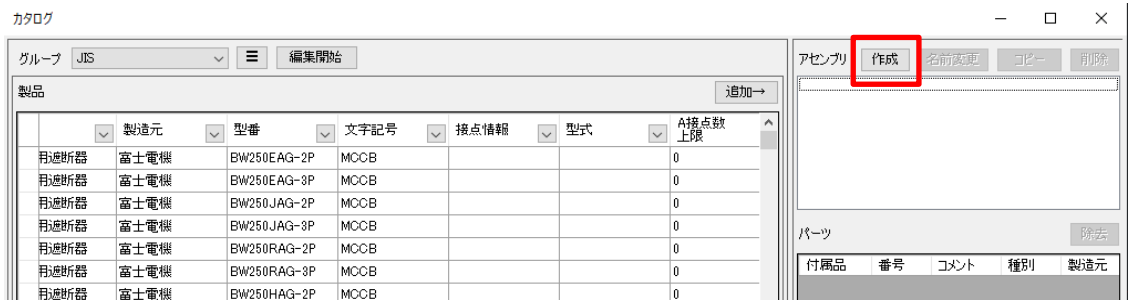 カタログ
グループ JIS 編集開始
製品 追加→
製造元 型番 文字記号 接点情報 型式 A接点数
上限
用遮断器 富士電機 BW250EAG-2P MCCB 0
用遮断器 富士電機 BW250EAG-3P MCCB 0
用遮断器 富士電機 BW250JAG-2P MCCB 0
用遮断器 富士電機 BW250JAG-3P MCCB 0
用遮断器 富士電機 BW250RAG-2P MCCB 0
用遮断器 富士電機 BW250RAG-3P MCCB 0
用遮断器 富士電機 BW250HAG-2P MCCB 0
アセンブリ 作成 名前変更 コピー 削除
パーツ 除去
付属品 番号 コメント 種別 製造元